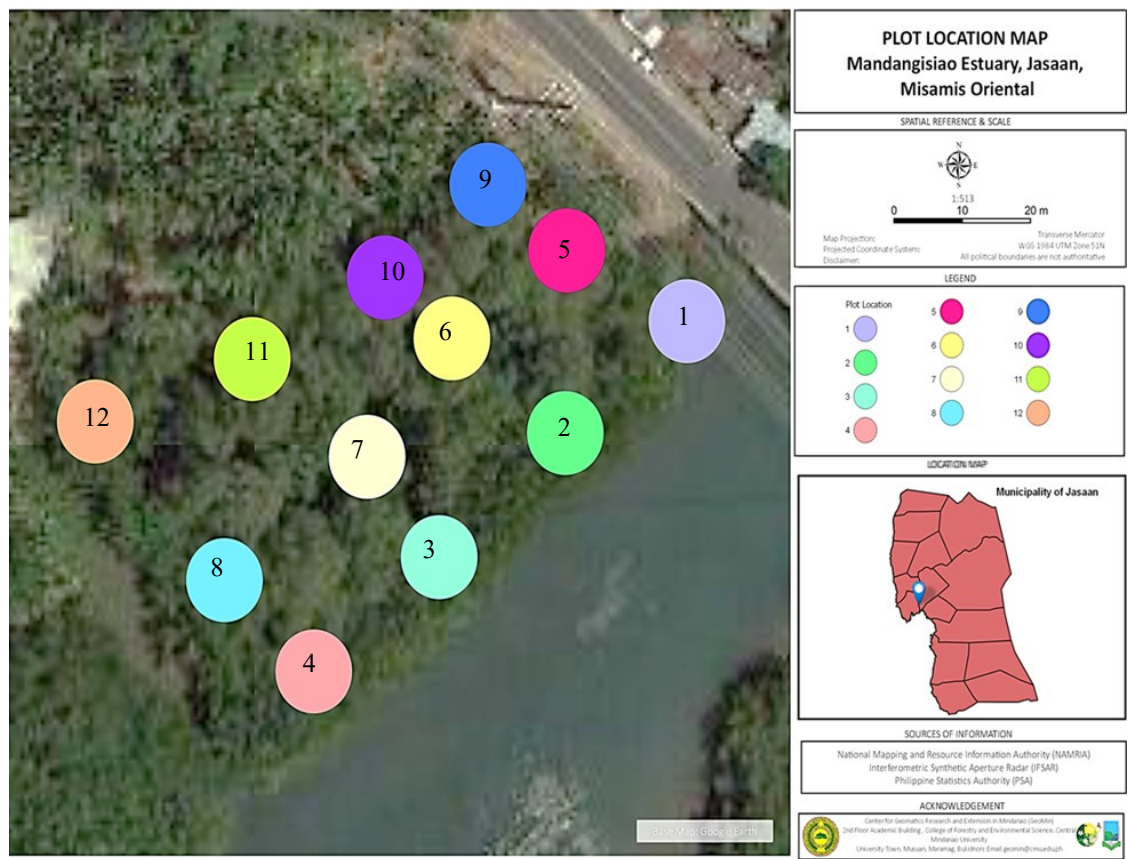 9
5
10
1
6
11
12
2
7
3
8
4
Base Map: Google Earth
PLOT LOCATION MAP
Mandangisiao Estuary, Jasaan,
Misamis Oriental
SPATIAL REFERENCE & SCALE
N
W E
S
1:513
0 10 20 m
Map Projection: Transverse Mercator
Projected Coordinate System: WGS 1984 UTM Zone 51N
Disclaimer: All political boundaries are not authoritative
LEGEND
Plot Location
1
2
3
4
5
6
7
8
9
10
11
12
LOCATION MAP
Municipality of Jasaan
SOURCES OF INFORMATION
National Mapping and Resource Information Authority (NAMRIA)
Interferometric Synthetic Aperture Radar (IFSAR)
Philippine Statistics Authority (PSA)
ACKNOWLEDGEMENT
Center for Geomatics Research and Extension in Mindanao (GeoMin)
2nd Floor Academic Building , College of Forestry and Environmental Science, Central
Mindanao University
University Town, Musuan, Maramag, Bukidnon: Email:geomin@cmu.edu.ph